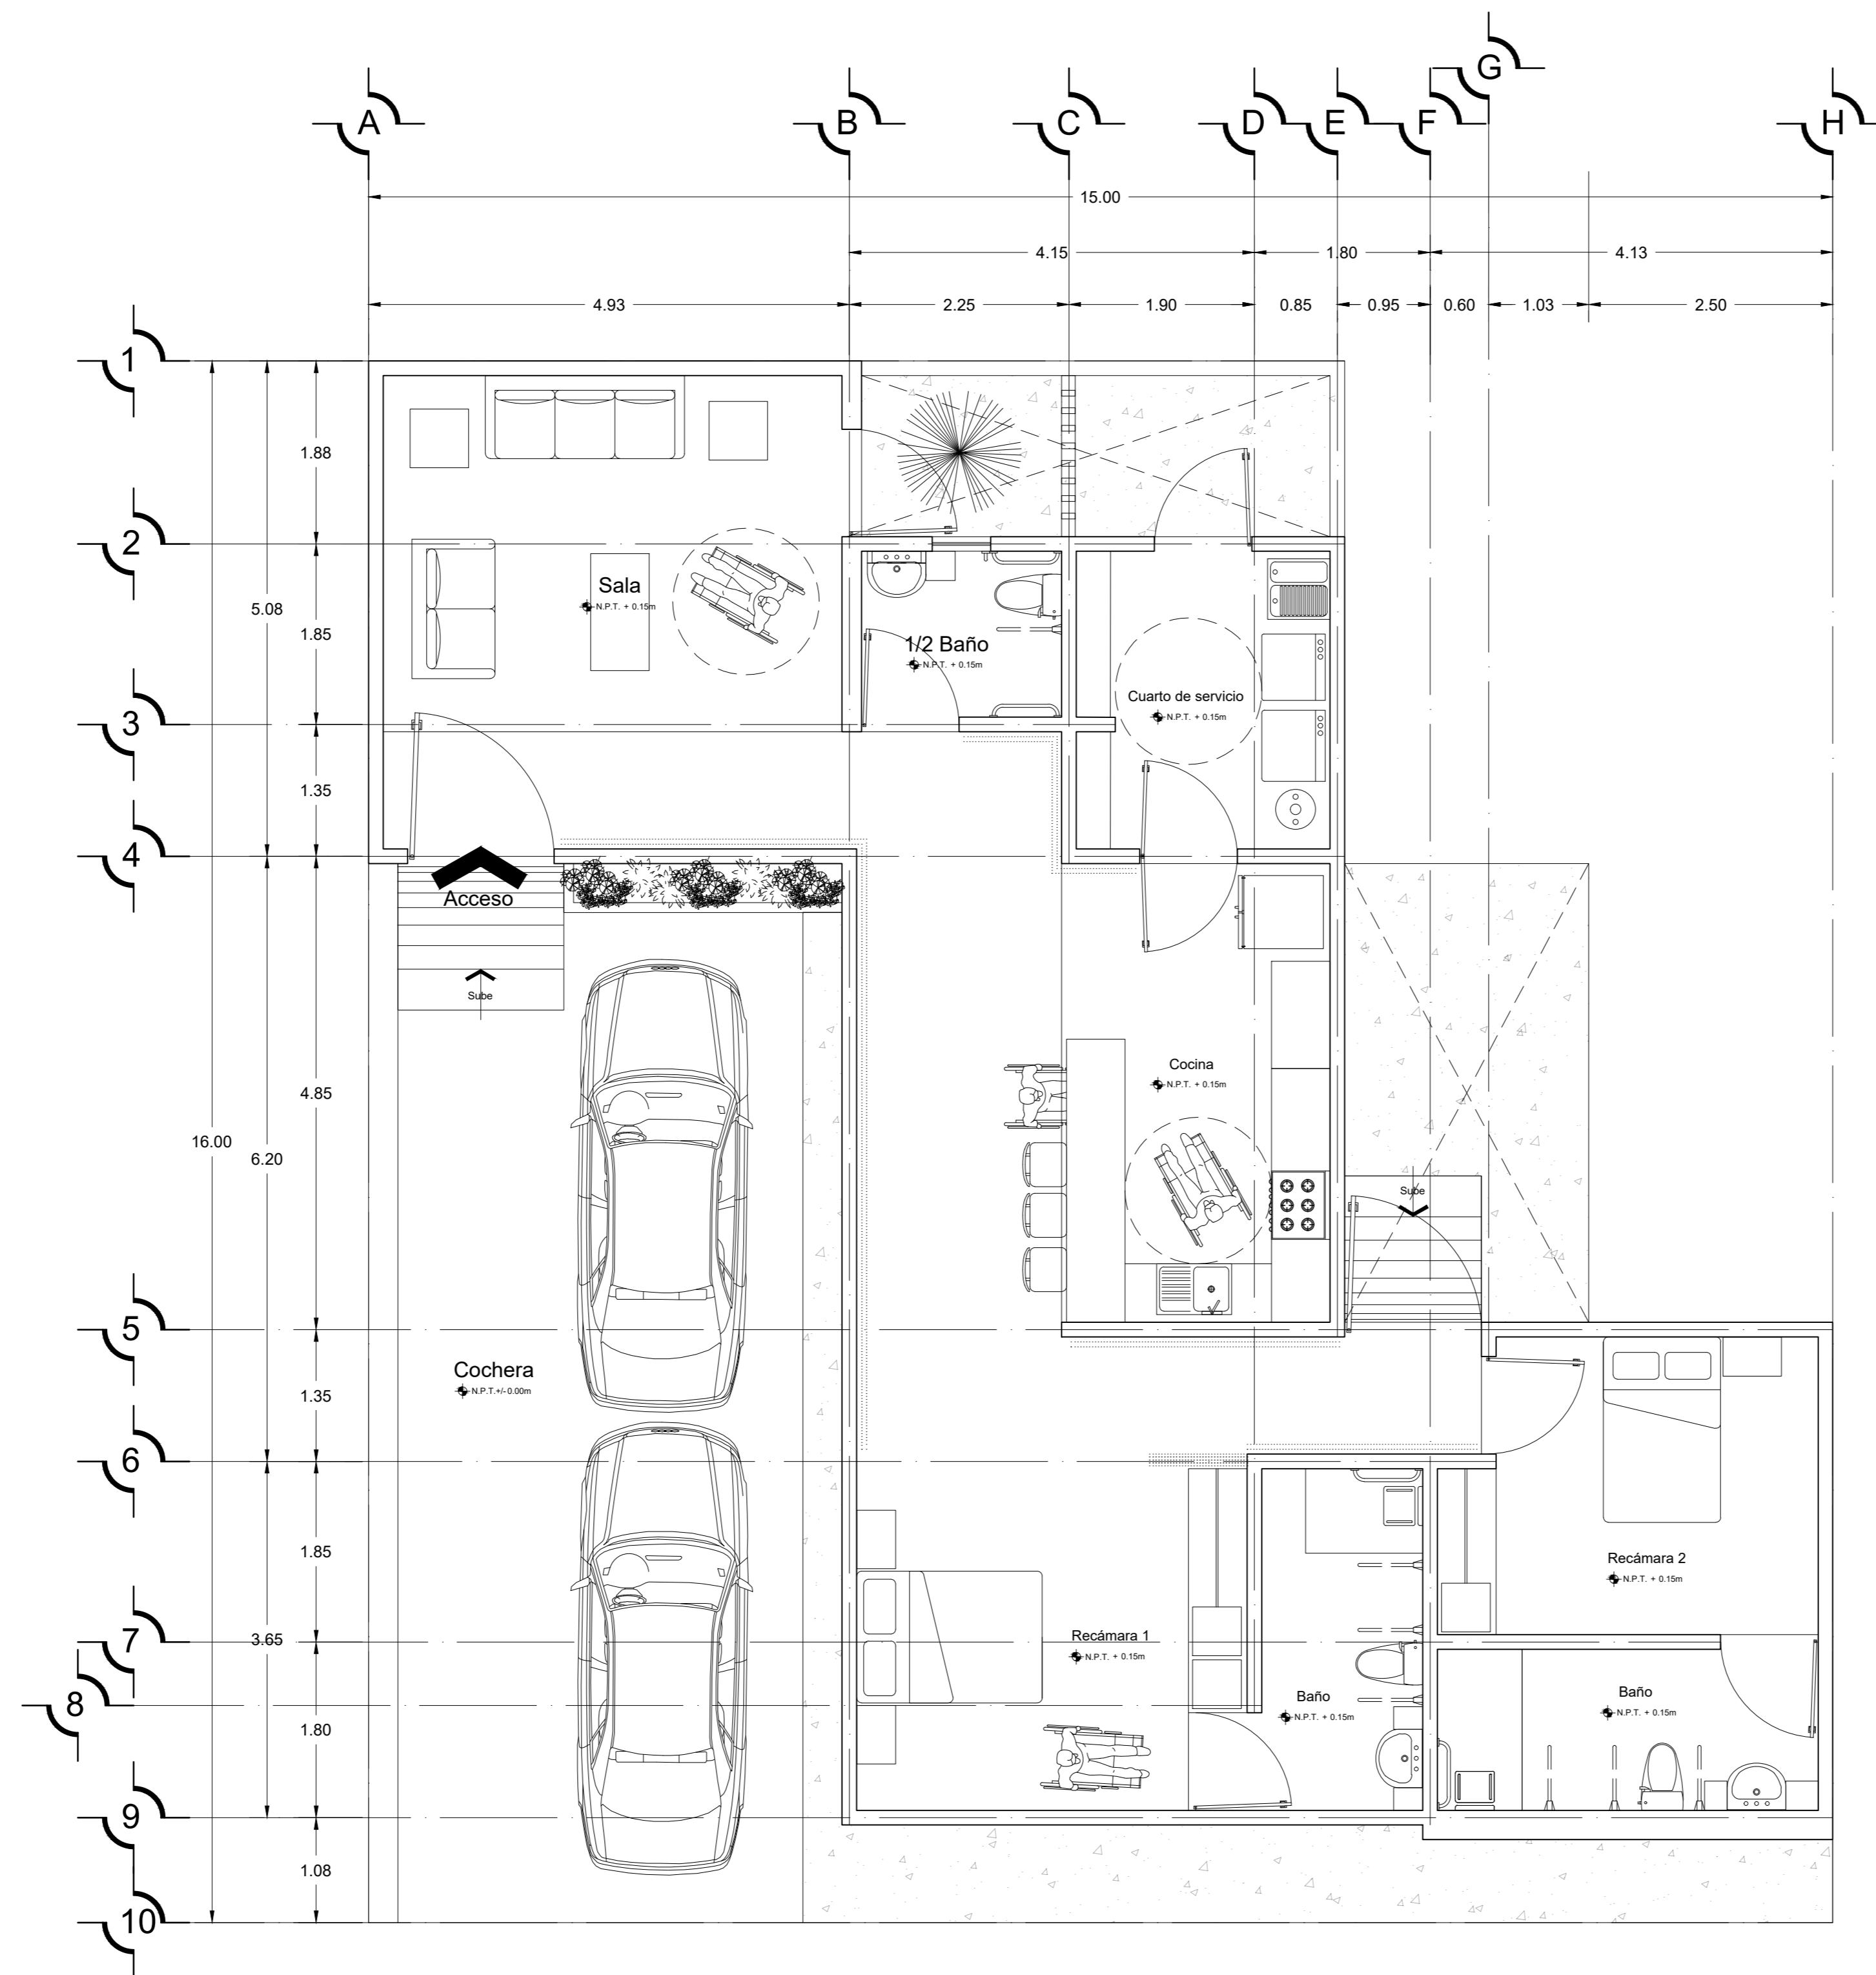 G
A
B
C
D
E
F
H
15.00
4.15
1.80
4.13
4.93
2.25
1.90
0.85
0.95
0.60
1.03
2.50
1
1.88
2
5.08
Sala
N.P.T. + 0.15m
1.85
1/2 Baño
N.P.T. + 0.15m
Cuarto de servicio
N.P.T. + 0.15m
3
1.35
4
Acceso
Sube
Cocina
N.P.T. + 0.15m
4.85
16.00
6.20
Sube
5
Cochera
N.P.T.+/- 0.00m
1.35
6
1.85
Recámara 2
N.P.T. + 0.15m
3.65
7
Recámara 1
N.P.T. + 0.15m
8
Baño
N.P.T. + 0.15m
Baño
N.P.T. + 0.15m
1.80
9
1.08
10